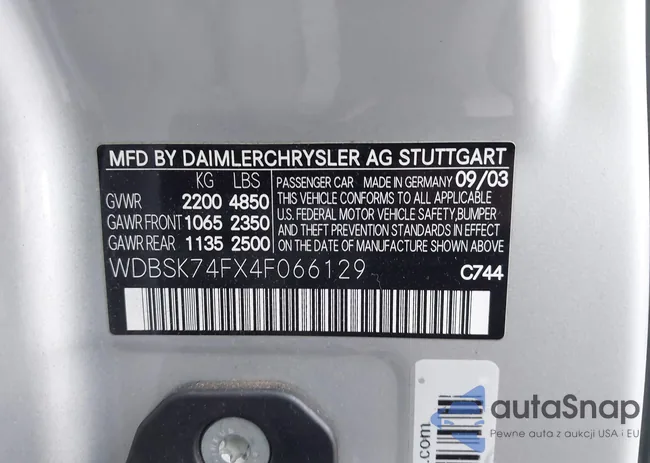 MFD BY DAIMLERCHRYSLER AG STUTTGART
KG LBS
GVWR 2200 4850
GAWR FRONT 1065 2350
GAWR REAR 1135 2500
PASSENGER CAR MADE IN GERMANY 09/03
THIS VEHICLE CONFORMS TO ALL APPLICABLE
U.S. FEDERAL MOTOR VEHICLE SAFETY,BUMPER
AND THEFT PREVENTION STANDARDS IN EFFECT
ON THE DATE OF MANUFACTURE SHOWN ABOVE
WDBSK74FX4F066129
C744
.com
autaSnap
Pewne auta z aukcji USA i EU